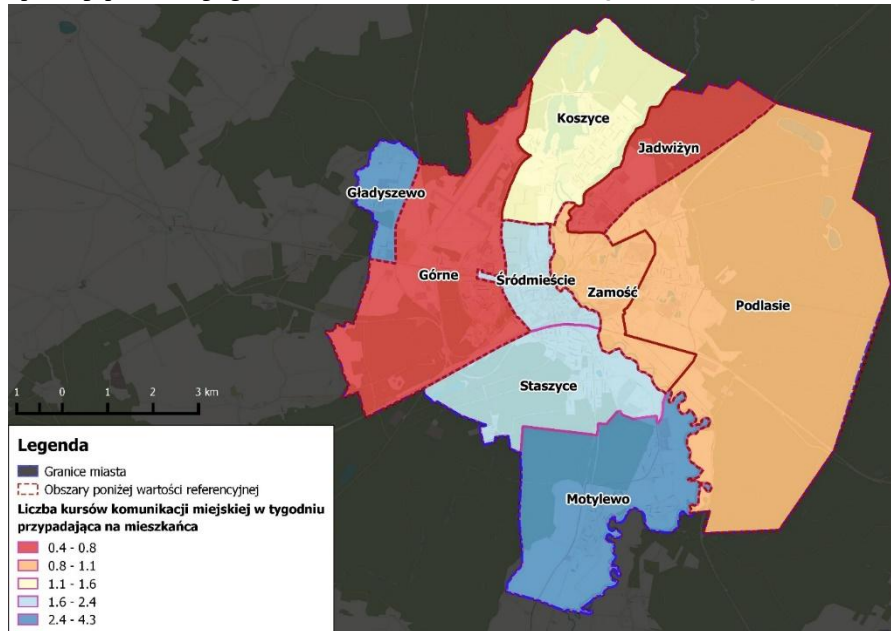 Koszyce
Jadwiżyn
Gładyszewo
Górne
Śródmieście
Zamość
Podlasie
Staszyce
Motylewo
1 0 1 2 3 km
Legenda
Granice miasta
Obszary poniżej wartości referencyjnej
Liczba kursów komunikacji miejskiej w tygodniu
przypadająca na mieszkańca
0.4 - 0.8
0.8 - 1.1
1.1 - 1.6
1.6 - 2.4
2.4 - 4.3